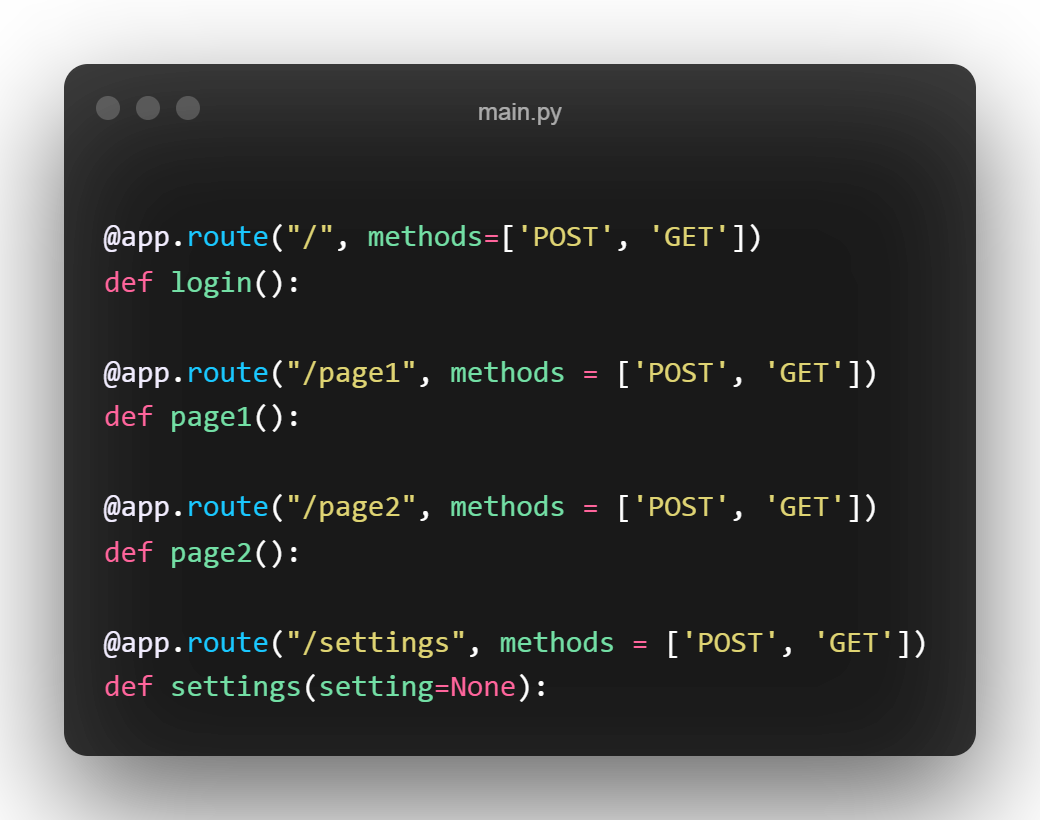 main.py
@app.route("/", methods=['POST', 'GET'])
def login():
@app.route("/page1", methods = ['POST', 'GET'])
def page1():
@app.route("/page2", methods = ['POST', 'GET'])
def page2():
@app.route("/settings", methods = ['POST', 'GET'])
def settings(setting=None):